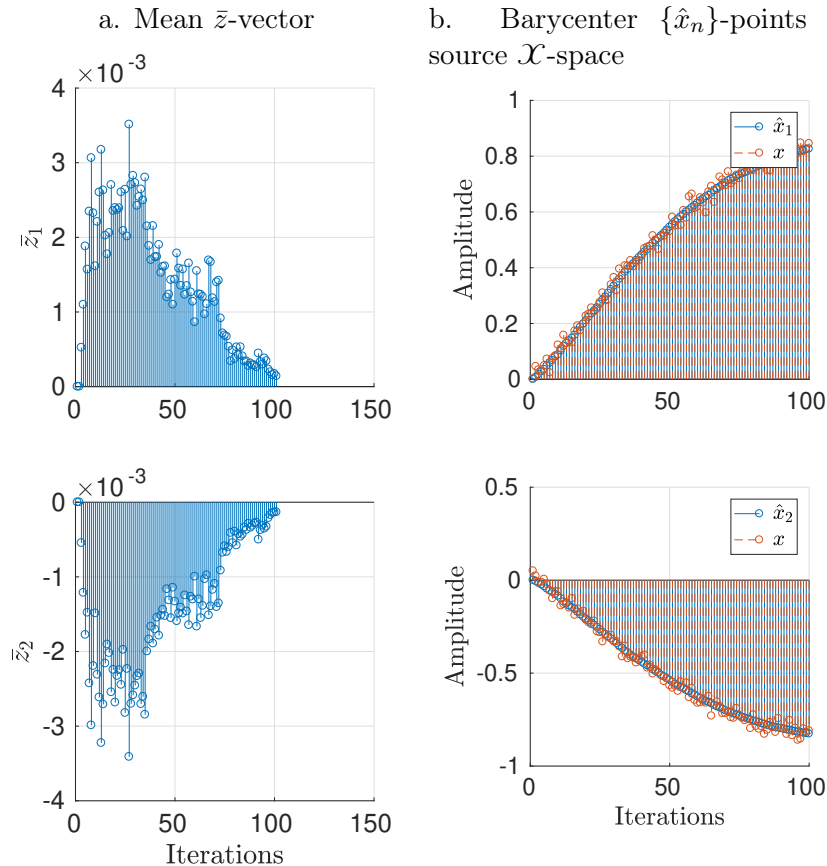 a. Mean z̄-vector
b. Barycenter {x̂ₙ}-points
source 𝒳-space
×10⁻³
4
3
2
1
0
z̄₁
0 50 100 150
1
0.8
0.6
0.4
0.2
0
Amplitude
x̂₁
x
0 50 100
×10⁻³
0
-1
-2
-3
-4
z̄₂
0 50 100 150
Iterations
0.5
0
-0.5
-1
Amplitude
x̂₂
x
0 50 100
Iterations